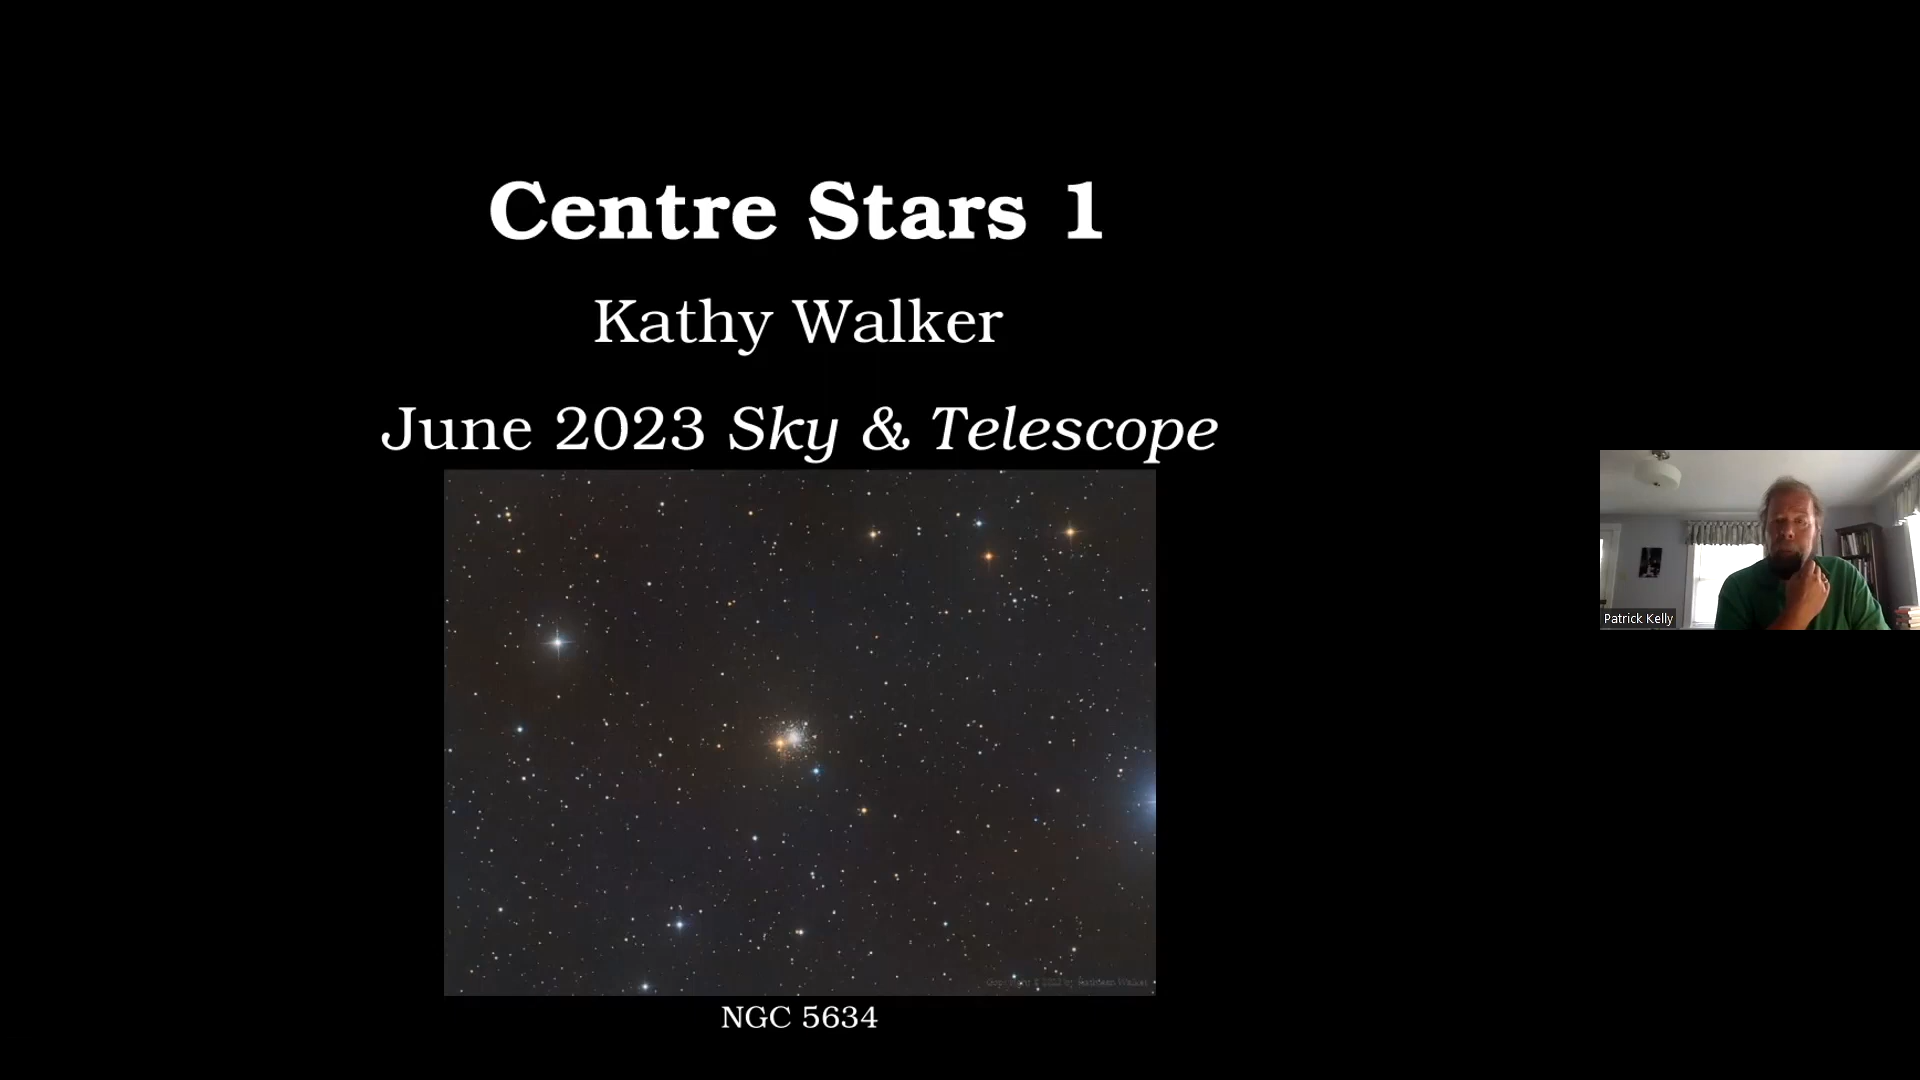 Centre Stars 1
Kathy Walker
June 2023 Sky & Telescope
Patrick Kelly
NGC 5634